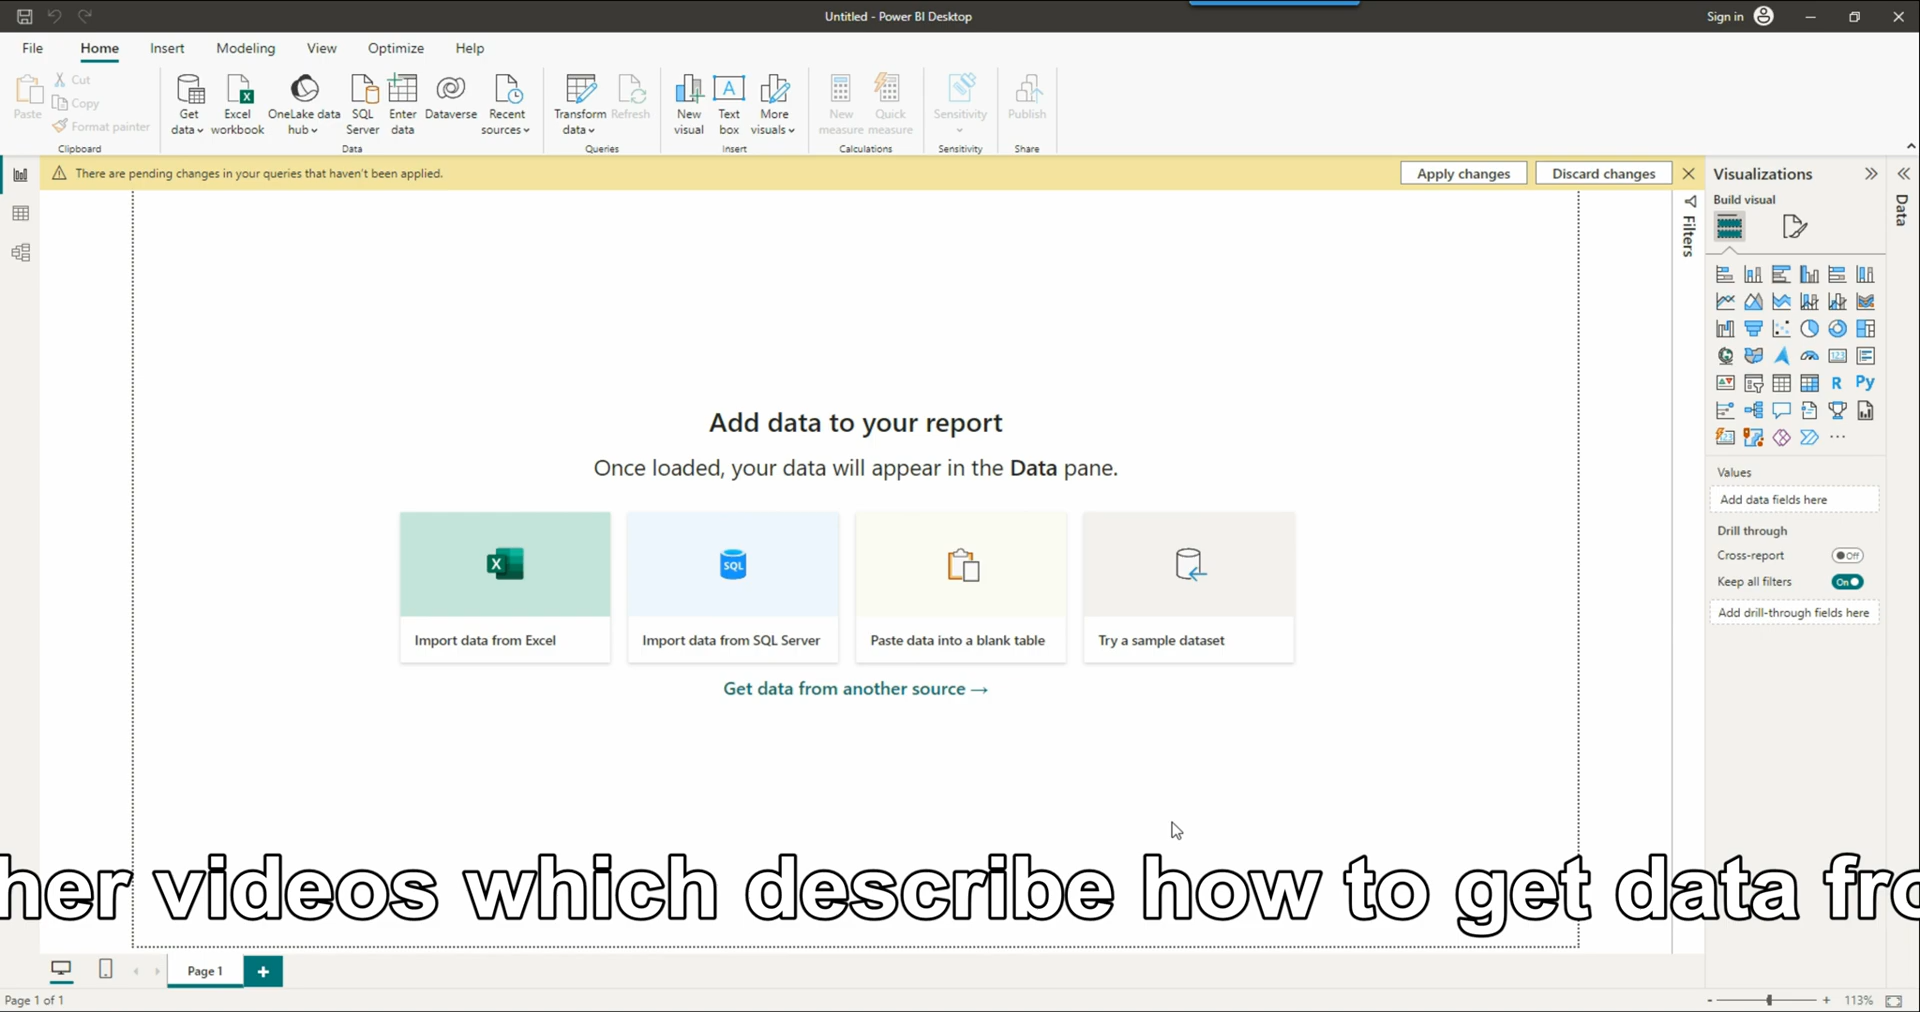 Untitled - Power BI Desktop
Sign in
File Home Insert Modeling View Optimize Help
Paste
Cut
Copy
Format painter
Clipboard
Get data
Excel workbook
OneLake data hub
SQL Server
Enter data
Dataverse
Recent sources
Data
Transform data
Refresh
Queries
New visual
Text box
More visuals
Insert
New measure
Quick measure
Calculations
Sensitivity
Sensitivity
Publish
Share
There are pending changes in your queries that haven't been applied.
Apply changes
Discard changes
Filters
Visualizations
Build visual
Data
Add data to your report
Once loaded, your data will appear in the Data pane.
X
SQL
Import data from Excel
Import data from SQL Server
Paste data into a blank table
Try a sample dataset
Get data from another source →
123
R
Py
123
Values
Add data fields here
Drill through
Cross-report
Off
Keep all filters
On
Add drill-through fields here
her videos which describe how to get data fro
Page 1
+
Page 1 of 1
- + 113%